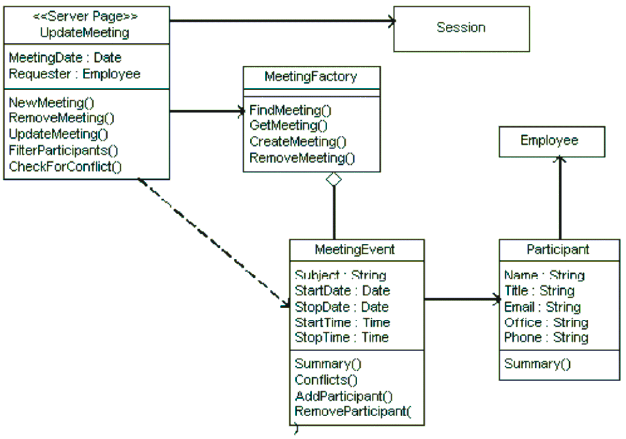 <<Server Page>>
UpdateMeeting
MeetingDate : Date
Requester : Employee
NewMeeting()
RemoveMeeting()
UpdateMeeting()
FilterParticipants()
CheckForConflict()
Session
MeetingFactory
FindMeeting()
GetMeeting()
CreateMeeting()
RemoveMeeting()
Employee
MeetingEvent
Subject : String
StartDate : Date
StopDate : Date
StartTime : Time
StopTime : Time
Summary()
Conflicts()
AddParticipant()
RemoveParticipant(
)
Participant
Name : String
Title : String
Email : String
Office : String
Phone : String
Summary()